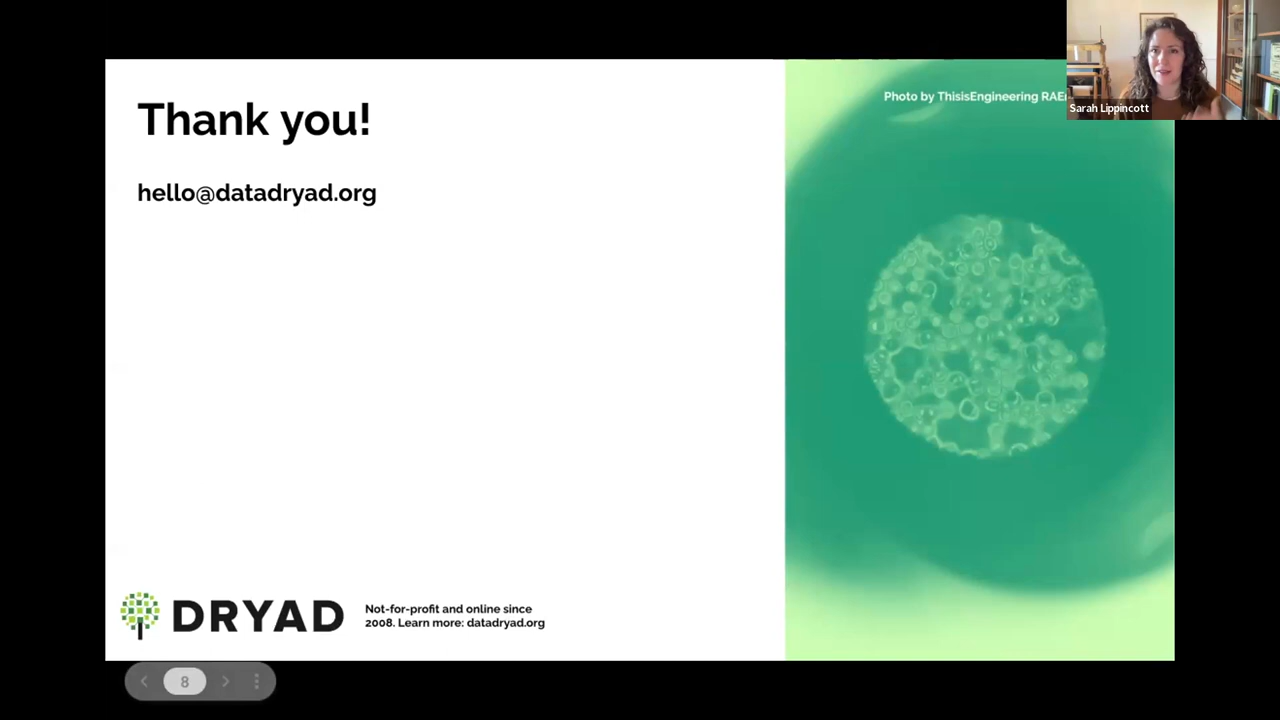 Thank you!
hello@datadryad.org
Photo by ThisisEngineering
Sarah Lippincott
DRYAD
Not-for-profit and online since
2008. Learn more: datadryad.org
8